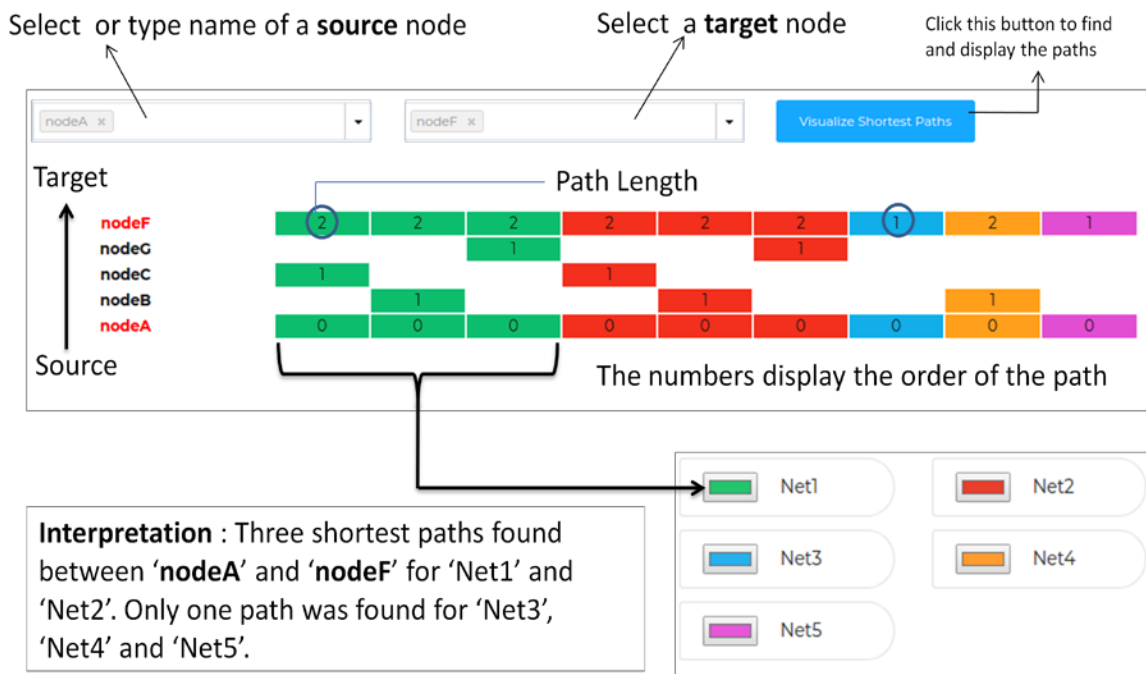 Select or type name of a source node
Select a target node
Click this button to find
and display the paths
nodeA ×
nodeF ×
Visualize Shortest Paths
Target
Path Length
nodeF 2 2 2 2 2 2 1 2 1
nodeG 1 1
nodeC 1 1
nodeB 1 1 1
nodeA 0 0 0 0 0 0 0 0 0
Source
The numbers display the order of the path
Net1
Net2
Net3
Net4
Net5
Interpretation : Three shortest paths found
between ‘nodeA’ and ‘nodeF’ for ‘Net1’ and
‘Net2’. Only one path was found for ‘Net3’,
‘Net4’ and ‘Net5’.